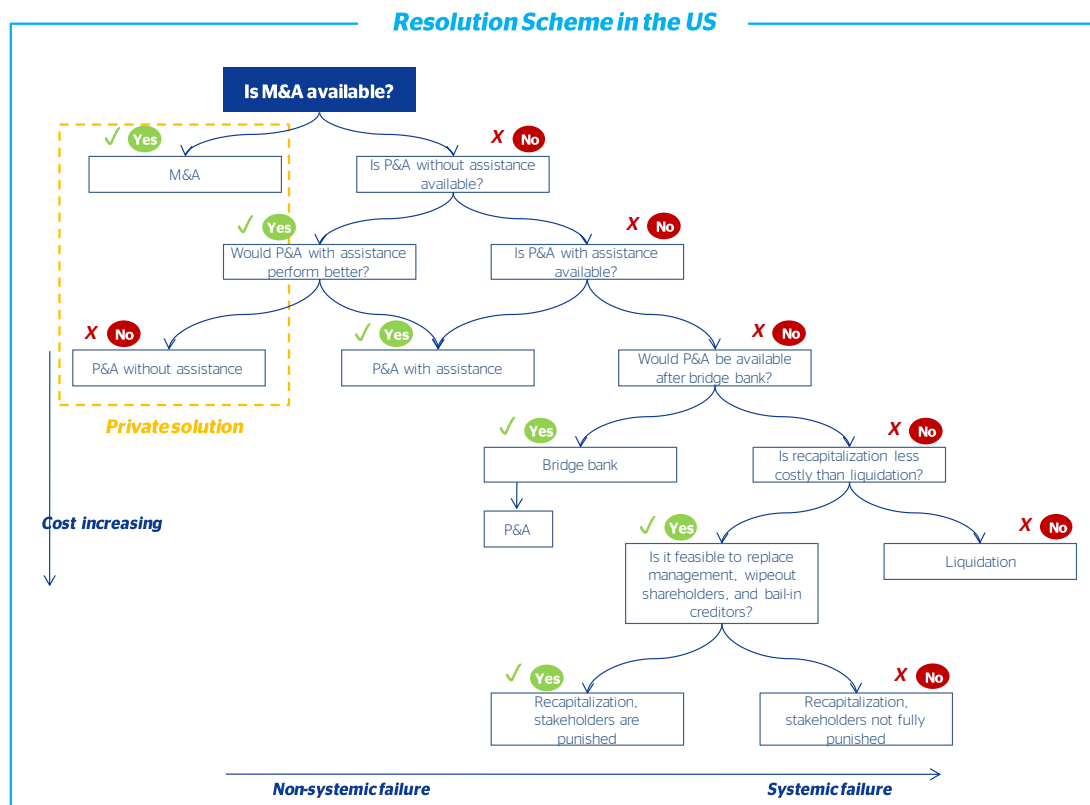 Resolution Scheme in the US
Is M&A available?
✓ Yes
X No
M&A
Is P&A without assistance
available?
✓ Yes
X No
Would P&A with assistance
perform better?
Is P&A with assistance
available?
X No
✓ Yes
X No
P&A without assistance
P&A with assistance
Would P&A be available
after bridge bank?
Private solution
✓ Yes
X No
Bridge bank
Is recapitalization less
costly than liquidation?
Cost increasing
P&A
✓ Yes
X No
Is it feasible to replace
management, wipeout
shareholders, and bail-in
creditors?
Liquidation
✓ Yes
X No
Recapitalization,
stakeholders are
punished
Recapitalization,
stakeholders not fully
punished
Non-systemic failure
Systemic failure